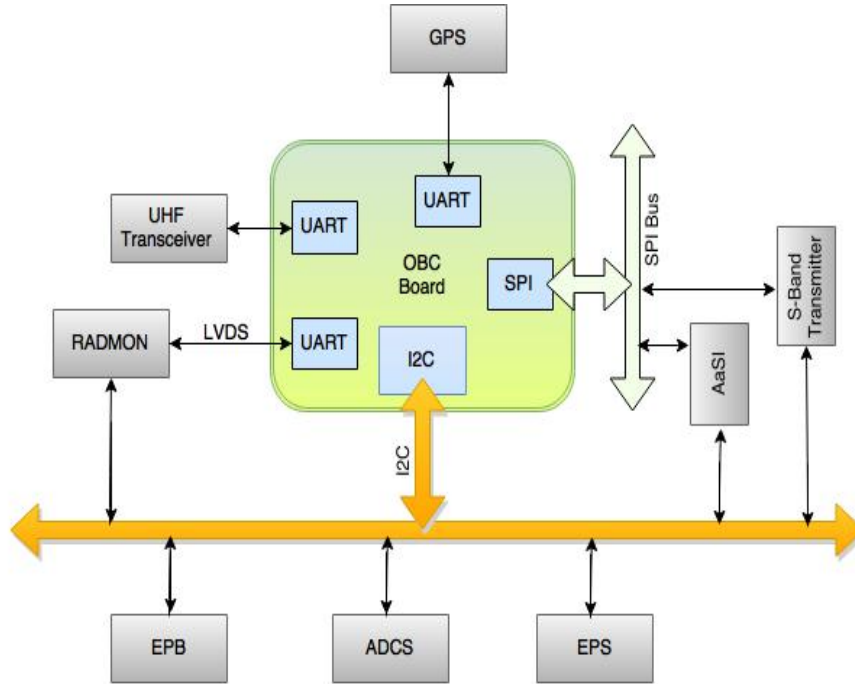 GPS
UHF
Transceiver
UART
UART
OBC
Board
SPI
SPI Bus
S-Band
Transmitter
RADMON
LVDS
UART
I2C
AaSI
I2C
EPB
ADCS
EPS